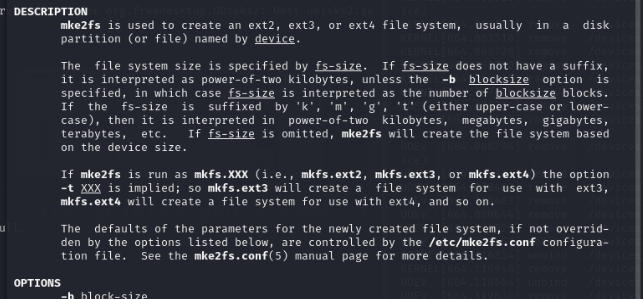 DESCRIPTION
mke2fs is used to create an ext2, ext3, or ext4 file system, usually in a disk
partition (or file) named by device.
The file system size is specified by fs-size. If fs-size does not have a suffix,
it is interpreted as power-of-two kilobytes, unless the -b blocksize option is
specified, in which case fs-size is interpreted as the number of blocksize blocks.
If the fs-size is suffixed by 'k', 'm', 'g', 't' (either upper-case or lower-
case), then it is interpreted in power-of-two kilobytes, megabytes, gigabytes,
terabytes, etc. If fs-size is omitted, mke2fs will create the file system based
on the device size.
If mke2fs is run as mkfs.XXX (i.e., mkfs.ext2, mkfs.ext3, or mkfs.ext4) the option
-t XXX is implied; so mkfs.ext3 will create a file system for use with ext3,
mkfs.ext4 will create a file system for use with ext4, and so on.
The defaults of the parameters for the newly created file system, if not overrid-
den by the options listed below, are controlled by the /etc/mke2fs.conf configura-
tion file. See the mke2fs.conf(5) manual page for more details.
OPTIONS
-b block-size